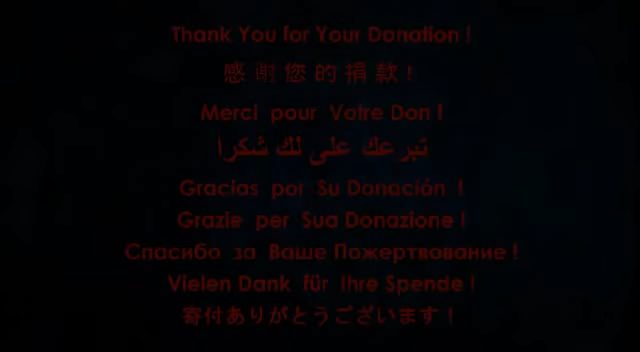 Thank You for Your Donation !
感谢您的捐款!
Merci pour Votre Don !
تبرعك على لك شكرا
Gracias por Su Donación !
Grazie per Sua Donazione !
Спасибо за Ваше Пожертвование !
Vielen Dank für Ihre Spende !
寄付ありがとうございます！